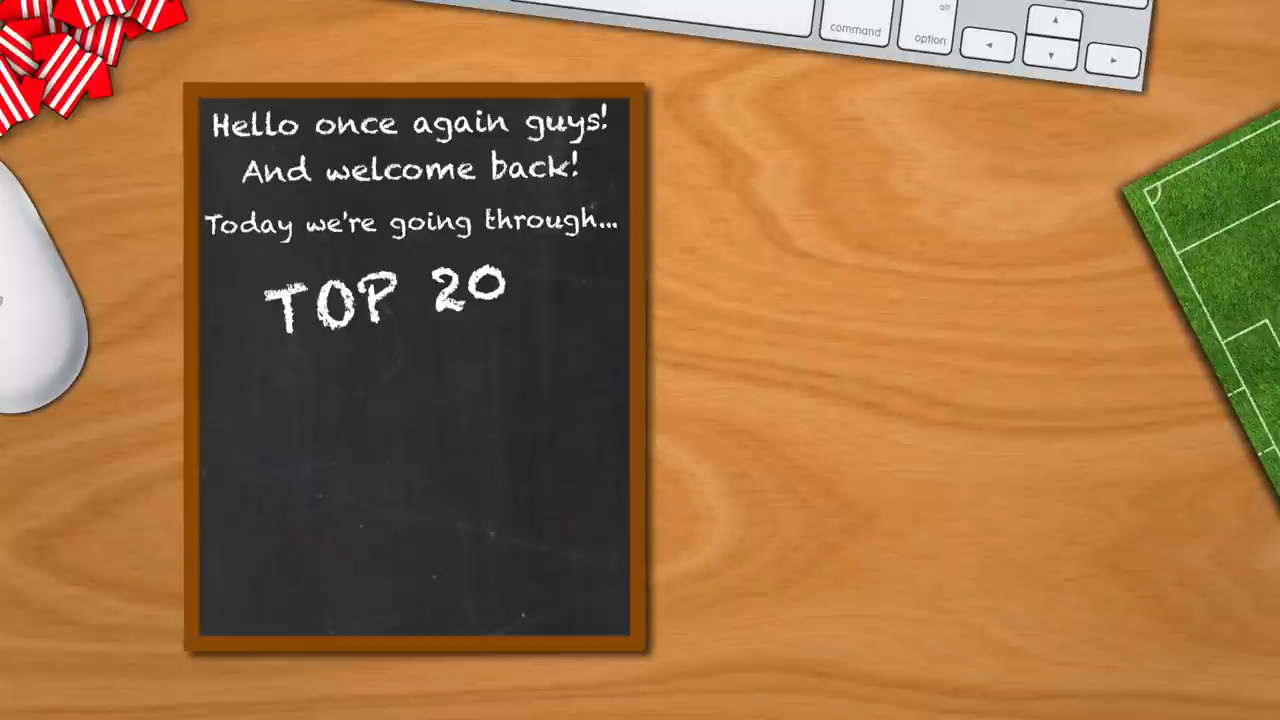 Hello once again guys!
And welcome back!
Today we're going through...
TOP 20
command
alt
option